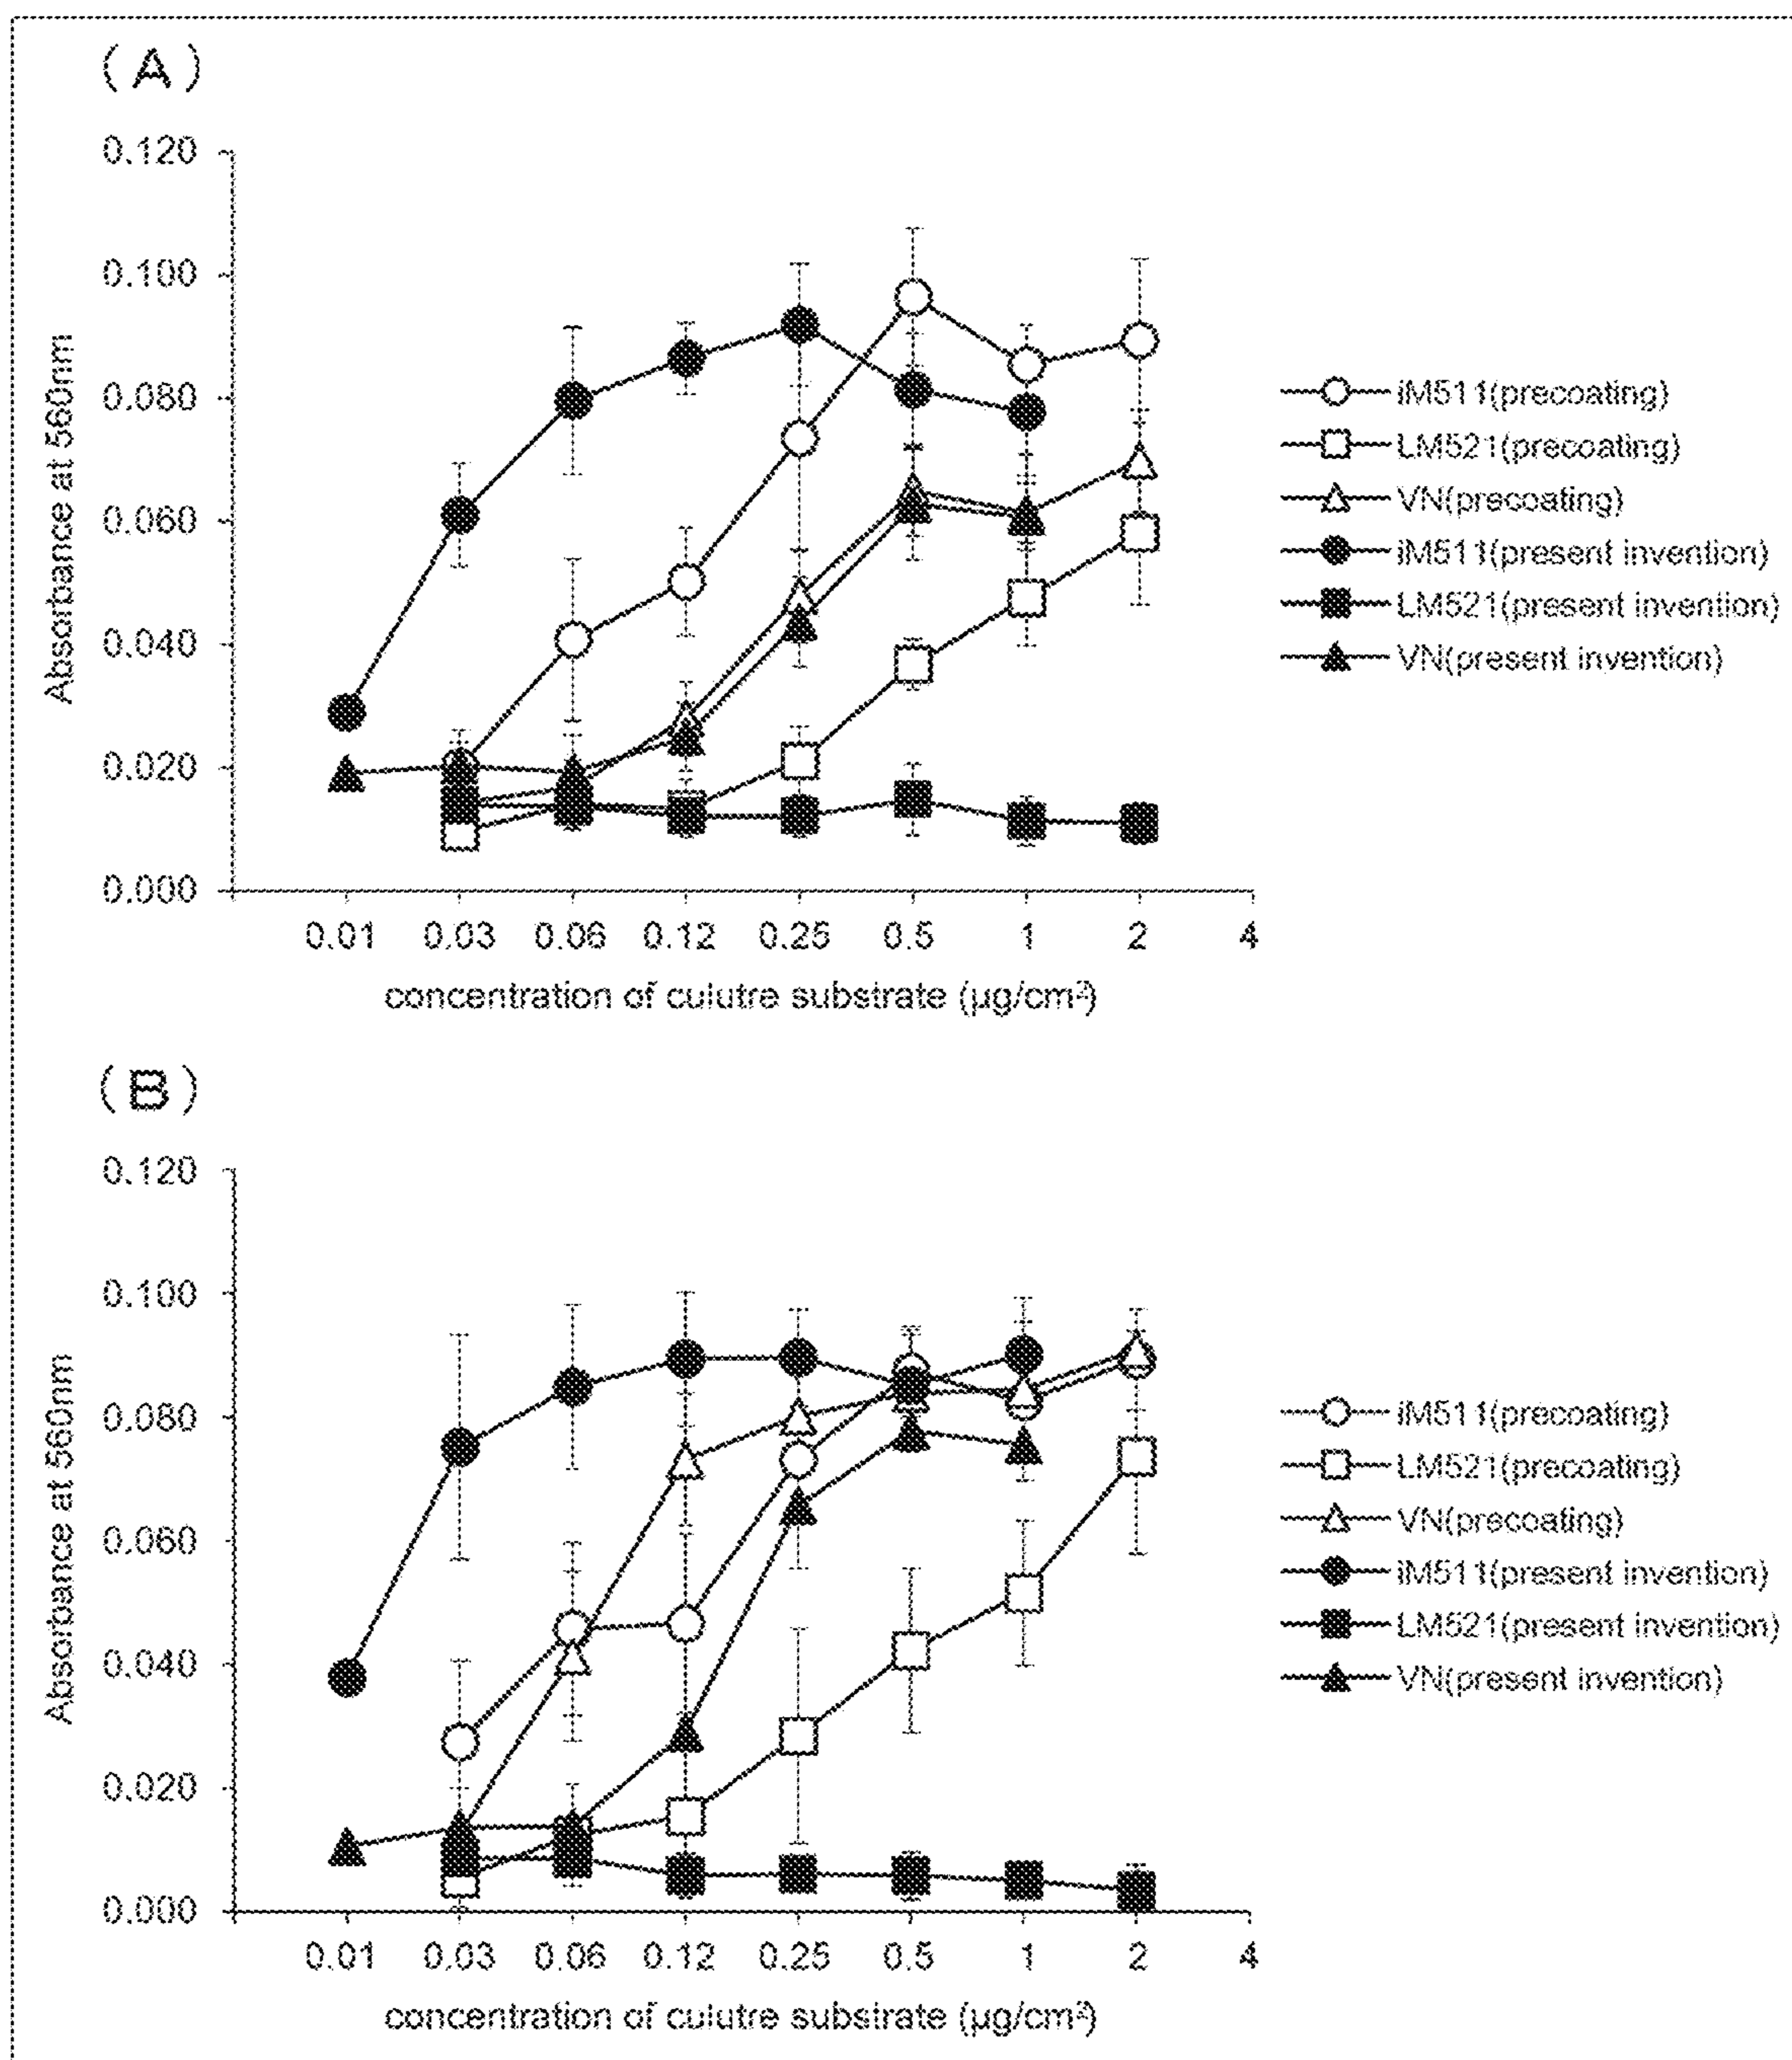 (A)
0.120
0.100
0.080
0.060
0.040
0.020
0.000
Absorbance at 560nm
0.01 0.03 0.06 0.12 0.25 0.5 1 2 4
concentration of culutre substrate (μg/cm²)
iM511(precoating)
LM521(precoating)
VN(precoating)
iM511(present invention)
LM521(present invention)
VN(present invention)
(B)
0.120
0.100
0.080
0.060
0.040
0.020
0.000
Absorbance at 560nm
0.01 0.03 0.06 0.12 0.25 0.5 1 2 4
concentration of culutre substrate (μg/cm²)
iM511(precoating)
LM521(precoating)
VN(precoating)
iM511(present invention)
LM521(present invention)
VN(present invention)